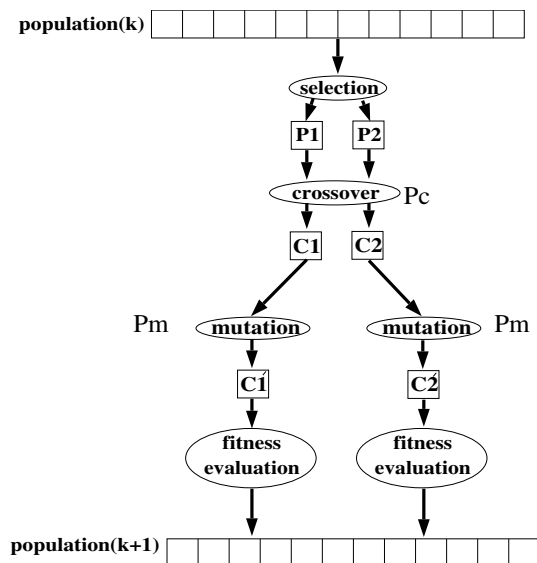 population(k)
selection
P1 P2
crossover Pc
C1 C2
Pm mutation mutation Pm
C1́ C2́
fitness evaluation
fitness evaluation
population(k+1)